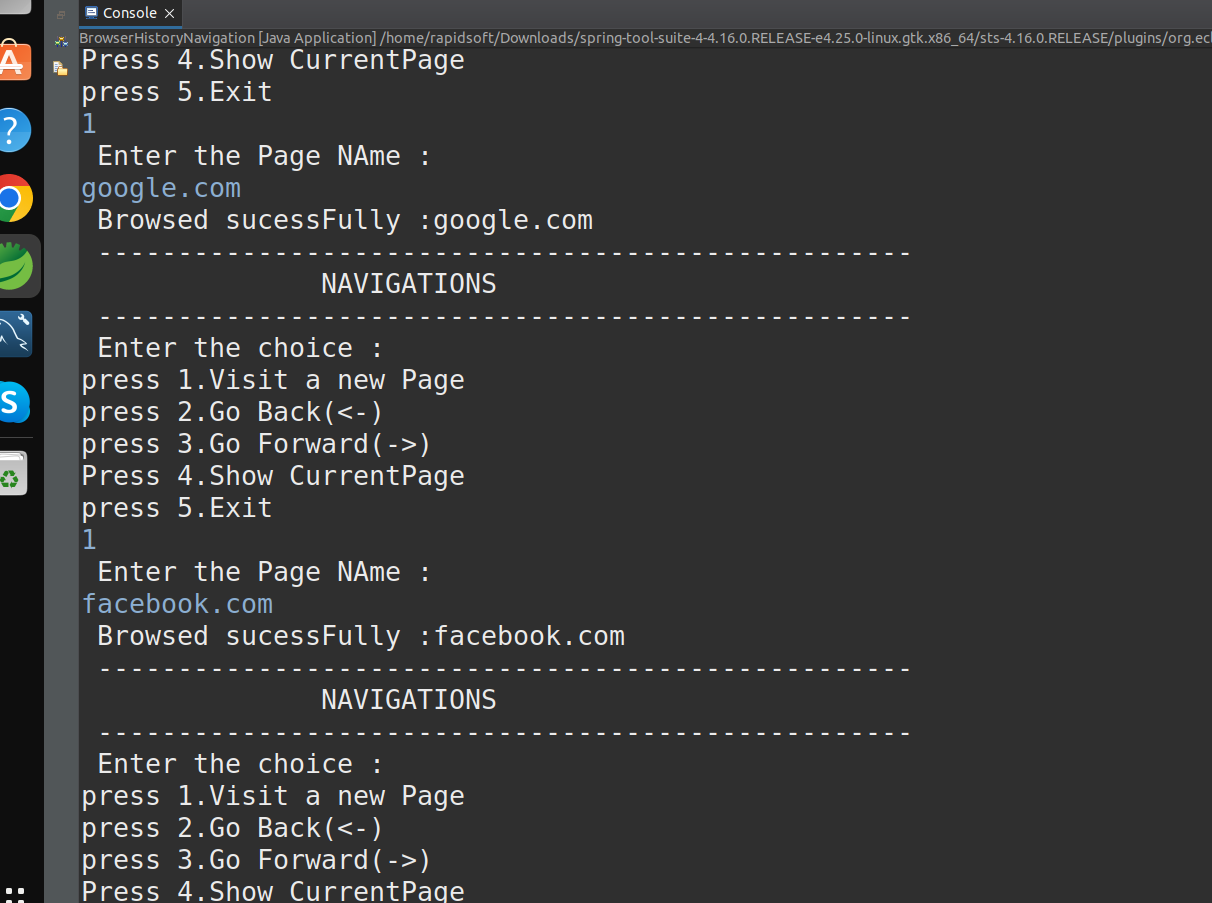 Console
BrowserHistoryNavigation [Java Application] /home/rapidsoft/Downloads/spring-tool-suite-4-4.16.0.RELEASE-e4.25.0-linux.gtk.x86_64/sts-4.16.0.RELEASE/plugins/org.ecl
Press 4.Show CurrentPage
press 5.Exit
1
Enter the Page NAme :
google.com
Browsed sucessFully :google.com
---------------------------------------------------
NAVIGATIONS
---------------------------------------------------
Enter the choice :
press 1.Visit a new Page
press 2.Go Back(<-)
press 3.Go Forward(->)
Press 4.Show CurrentPage
press 5.Exit
1
Enter the Page NAme :
facebook.com
Browsed sucessFully :facebook.com
---------------------------------------------------
NAVIGATIONS
---------------------------------------------------
Enter the choice :
press 1.Visit a new Page
press 2.Go Back(<-)
press 3.Go Forward(->)
Press 4.Show CurrentPage